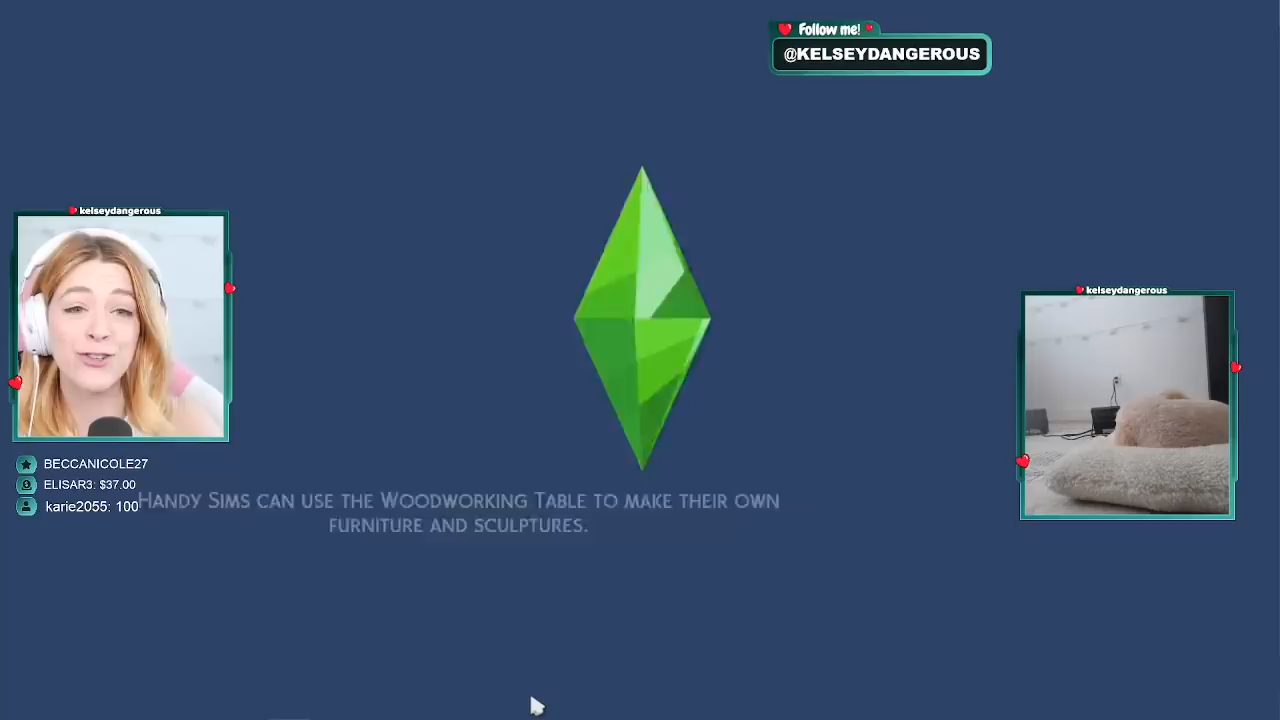 Follow me!
@KELSEYDANGEROUS
kelseydangerous
kelseydangerous
BECCANICOLE27
ELISAR3: $37.00
karie2055: 100
HANDY SIMS CAN USE THE WOODWORKING TABLE TO MAKE THEIR OWN
FURNITURE AND SCULPTURES.